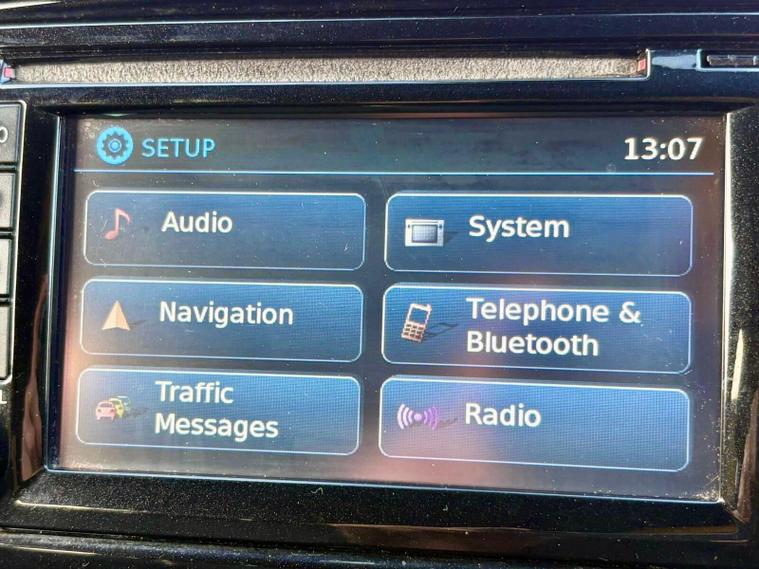 SETUP 13:07
Audio
System
Navigation
Telephone &
Bluetooth
Traffic
Messages
Radio